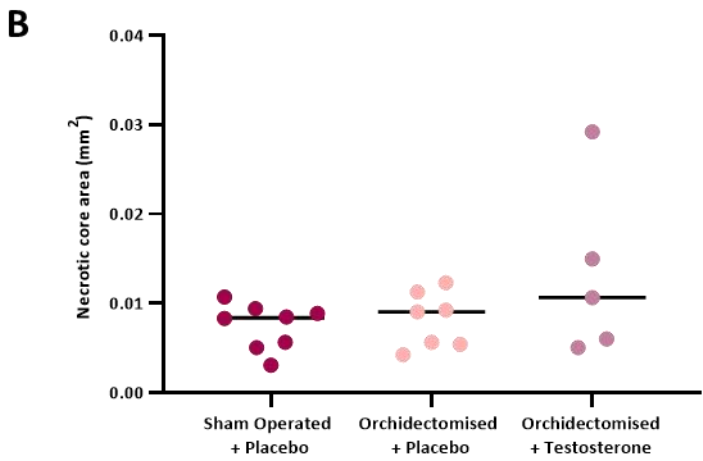 B
0.04
0.03
0.02
0.01
0.00
Necrotic core area (mm²)
Sham Operated
+ Placebo
Orchidectomised
+ Placebo
Orchidectomised
+ Testosterone